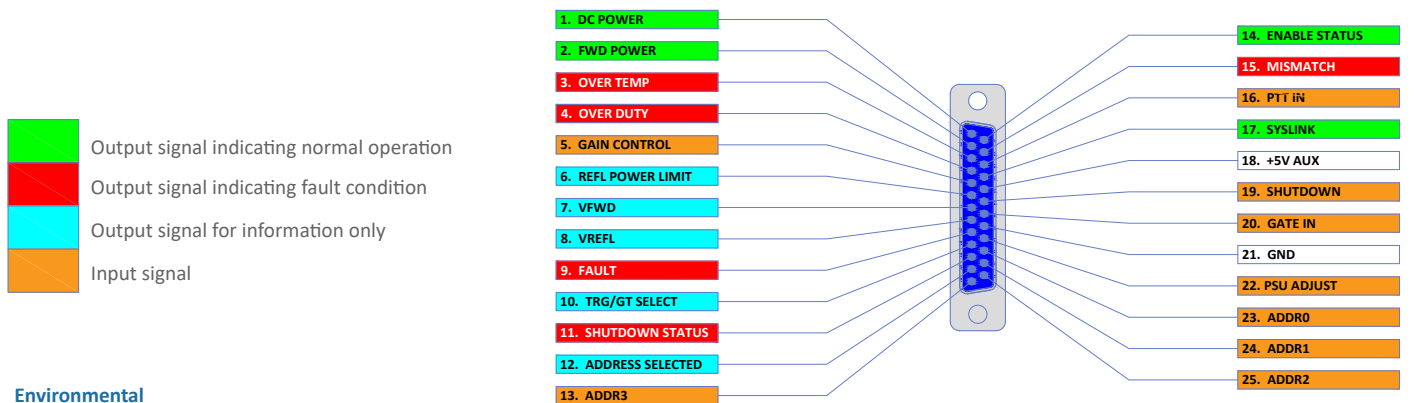 Output signal indicating normal operation
Output signal indicating fault condition
Output signal for information only
Input signal
Environmental
1. DC POWER
2. FWD POWER
3. OVER TEMP
4. OVER DUTY
5. GAIN CONTROL
6. REFL POWER LIMIT
7. VFWD
8. VREFL
9. FAULT
10. TRG/GT SELECT
11. SHUTDOWN STATUS
12. ADDRESS SELECTED
13. ADDR3
14. ENABLE STATUS
15. MISMATCH
16. PTT iN
17. SYSLINK
18. +5V AUX
19. SHUTDOWN
20. GATE IN
21. GND
22. PSU ADJUST
23. ADDR0
24. ADDR1
25. ADDR2